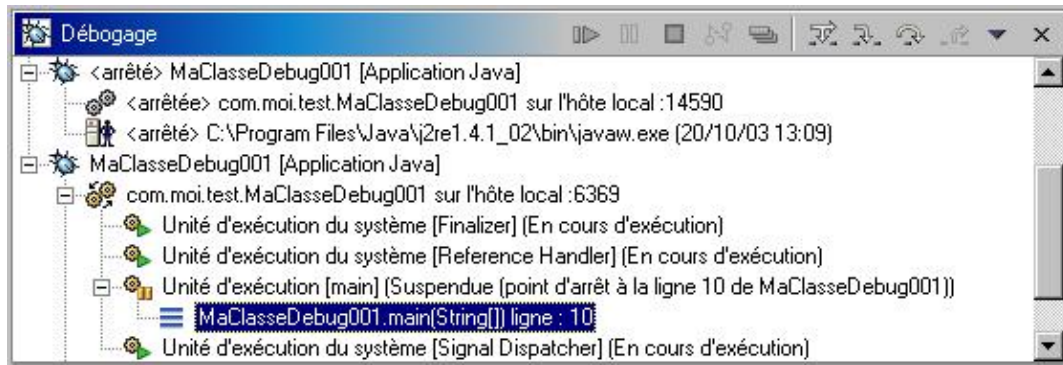 Débogage
<arrêté> MaClasseDebug001 [Application Java]
<arrêtée> com.moi.test.MaClasseDebug001 sur l'hôte local :14590
<arrêté> C:\Program Files\Java\j2re1.4.1_02\bin\javaw.exe (20/10/03 13:09)
MaClasseDebug001 [Application Java]
com.moi.test.MaClasseDebug001 sur l'hôte local :6369
Unité d'exécution du système [Finalizer] (En cours d'exécution)
Unité d'exécution du système [Reference Handler] (En cours d'exécution)
Unité d'exécution [main] (Suspendue (point d'arrêt à la ligne 10 de MaClasseDebug001))
MaClasseDebug001.main(String[]) ligne : 10
Unité d'exécution du système [Signal Dispatcher] (En cours d'exécution)